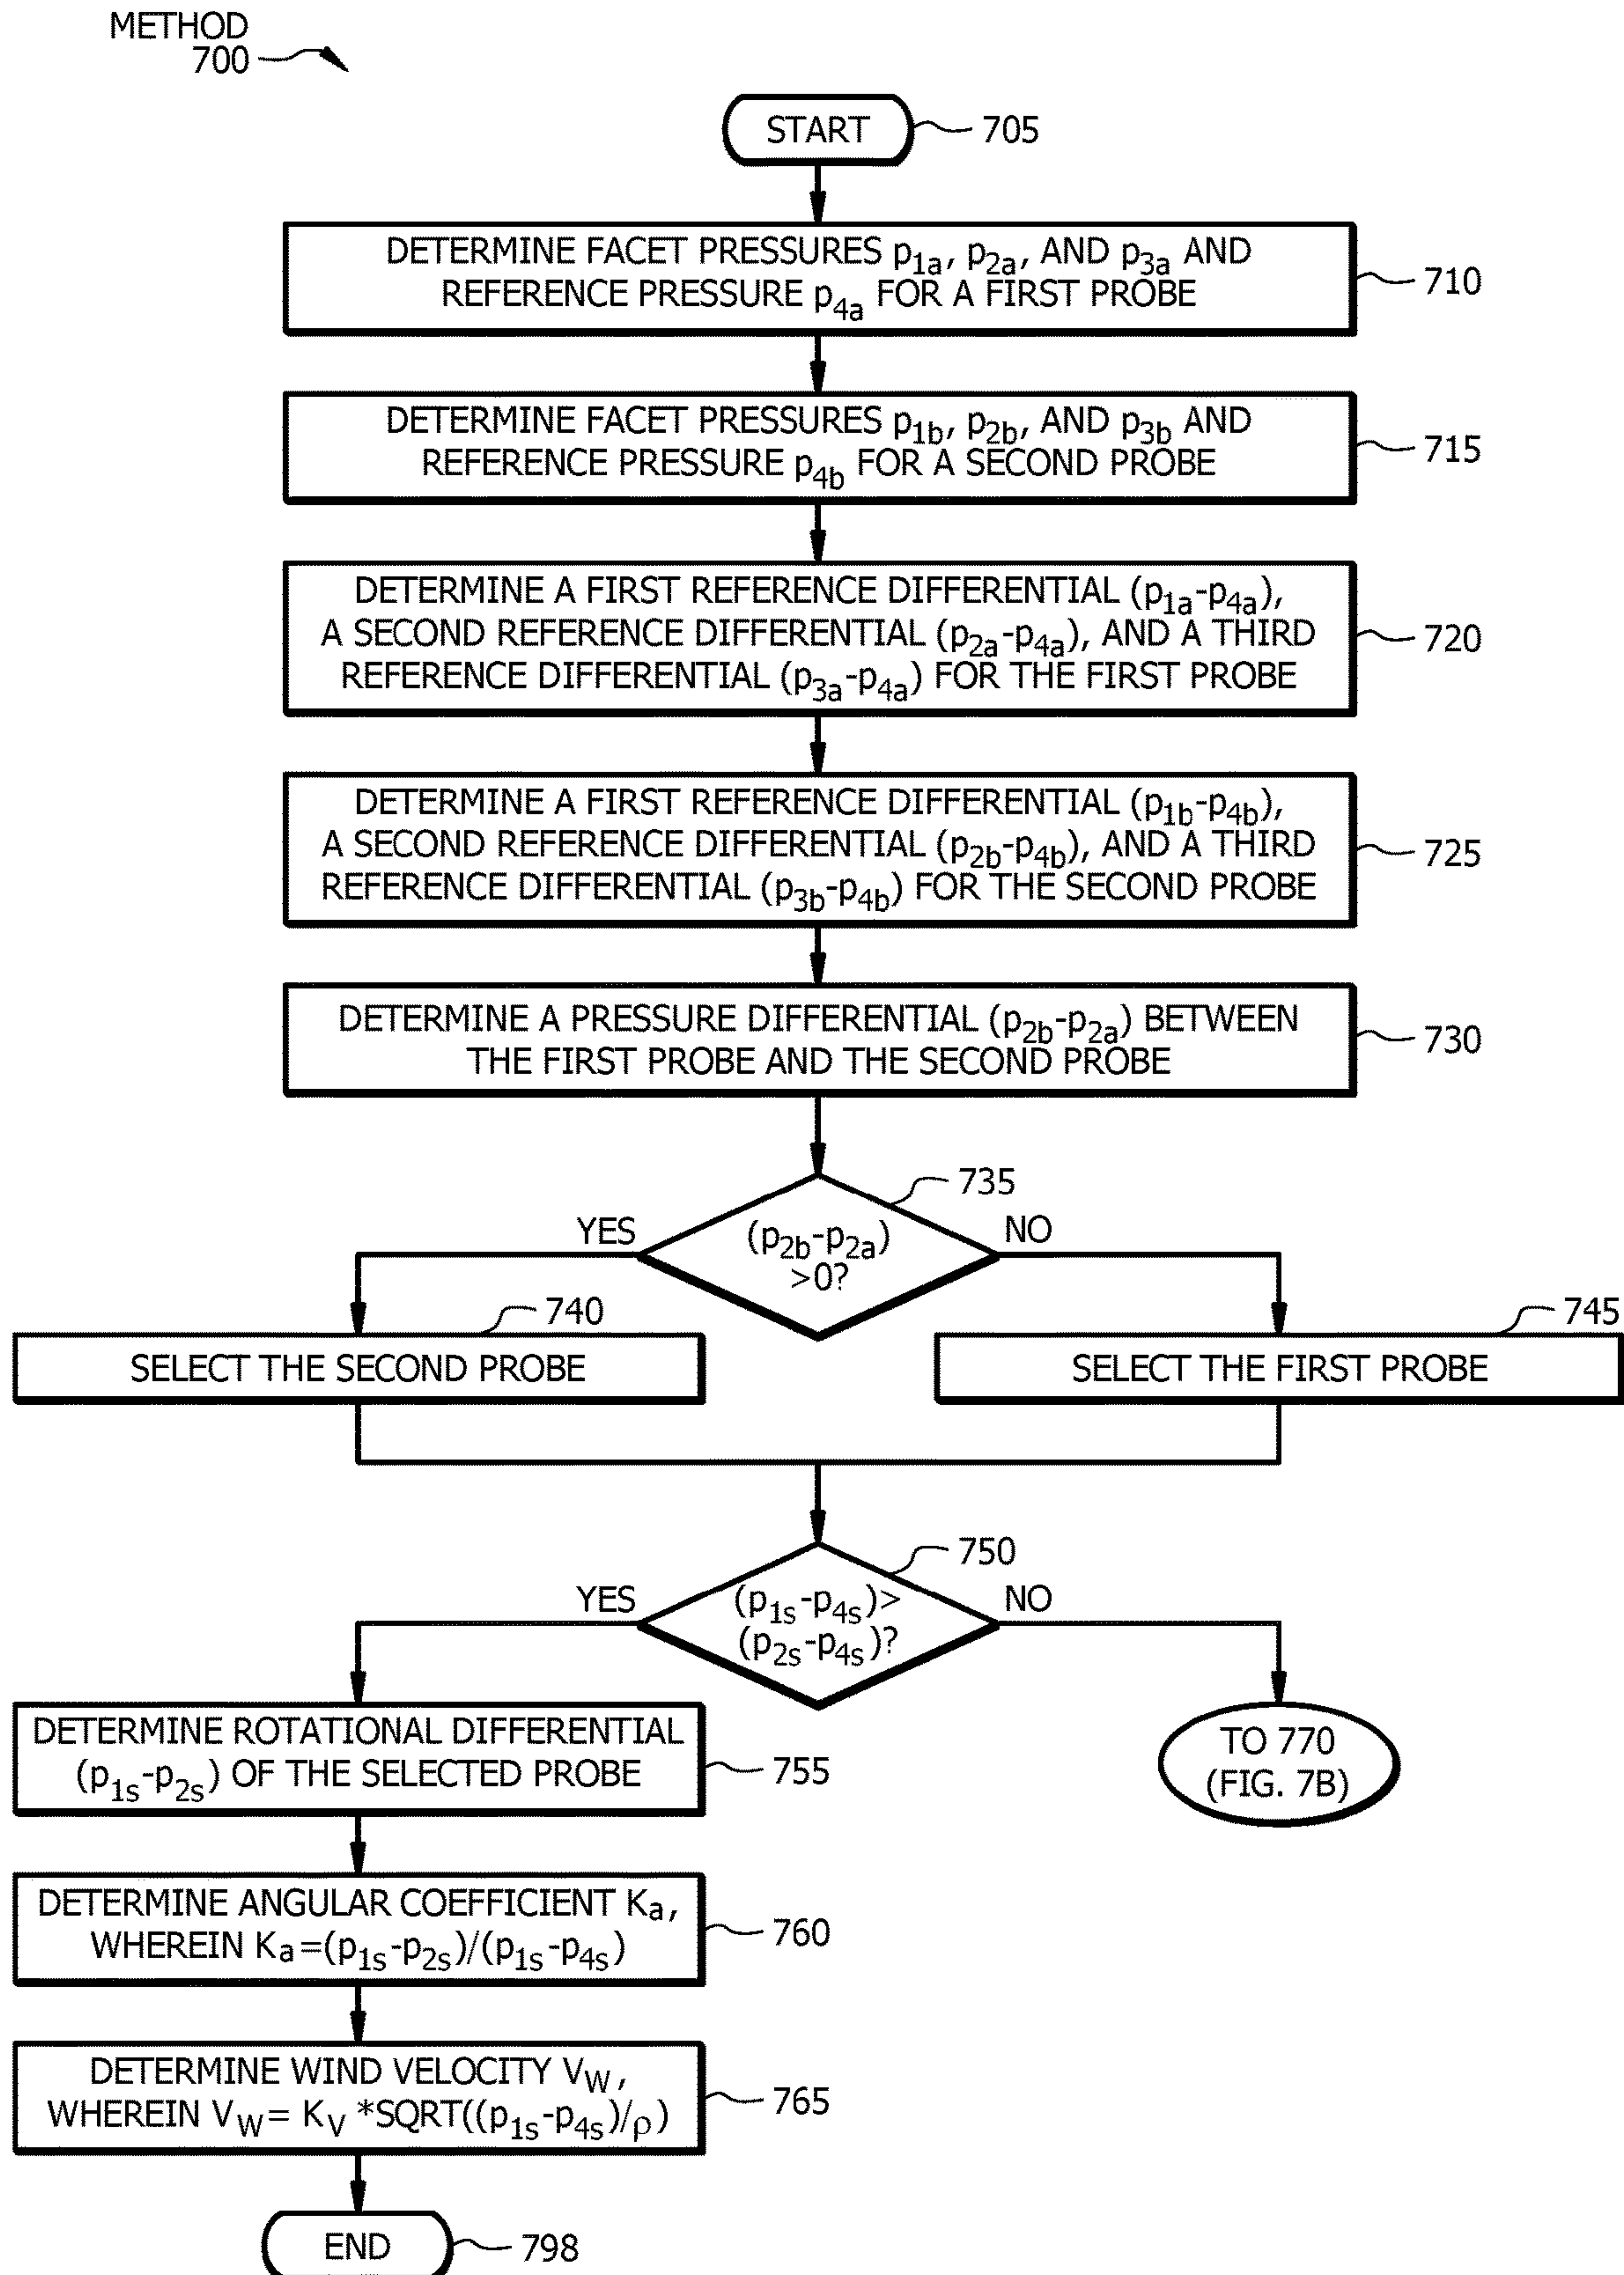 METHOD
700
START
705
DETERMINE FACET PRESSURES p1a, p2a, AND p3a AND
REFERENCE PRESSURE p4a FOR A FIRST PROBE
710
DETERMINE FACET PRESSURES p1b, p2b, AND p3b AND
REFERENCE PRESSURE p4b FOR A SECOND PROBE
715
DETERMINE A FIRST REFERENCE DIFFERENTIAL (p1a-p4a),
A SECOND REFERENCE DIFFERENTIAL (p2a-p4a), AND A THIRD
REFERENCE DIFFERENTIAL (p3a-p4a) FOR THE FIRST PROBE
720
DETERMINE A FIRST REFERENCE DIFFERENTIAL (p1b-p4b),
A SECOND REFERENCE DIFFERENTIAL (p2b-p4b), AND A THIRD
REFERENCE DIFFERENTIAL (p3b-p4b) FOR THE SECOND PROBE
725
DETERMINE A PRESSURE DIFFERENTIAL (p2b-p2a) BETWEEN
THE FIRST PROBE AND THE SECOND PROBE
730
735
YES
(p2b-p2a)
>0?
NO
740
SELECT THE SECOND PROBE
745
SELECT THE FIRST PROBE
750
YES
(p1s-p4s)>
(p2s-p4s)?
NO
DETERMINE ROTATIONAL DIFFERENTIAL
(p1s-p2s) OF THE SELECTED PROBE
755
TO 770
(FIG. 7B)
DETERMINE ANGULAR COEFFICIENT Ka,
WHEREIN Ka=(p1s-p2s)/(p1s-p4s)
760
DETERMINE WIND VELOCITY VW,
WHEREIN VW= KV *SQRT((p1s-p4s)/ρ)
765
END
798